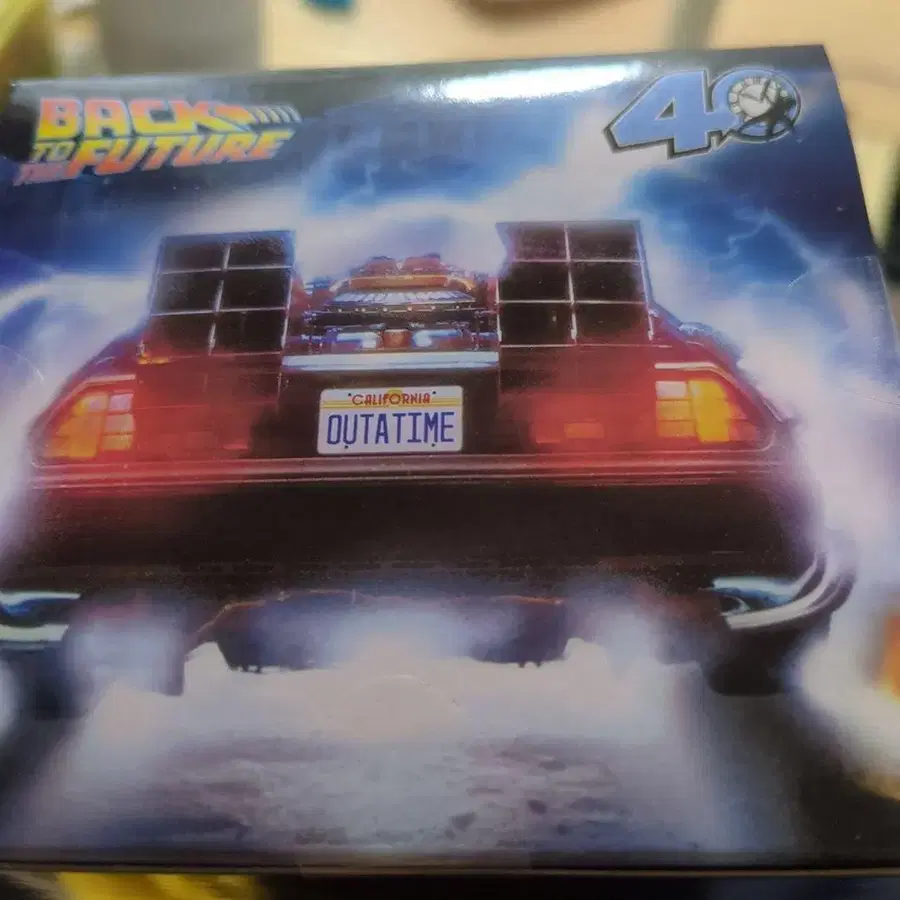 BACK
TO THE FUTURE
40
CALIFORNIA
OUTATIME